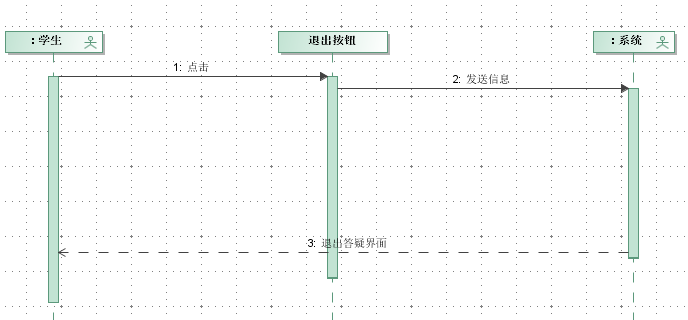 : 学生
退出按钮
: 系统
1: 点击
2: 发送信息
3: 退出答疑界面